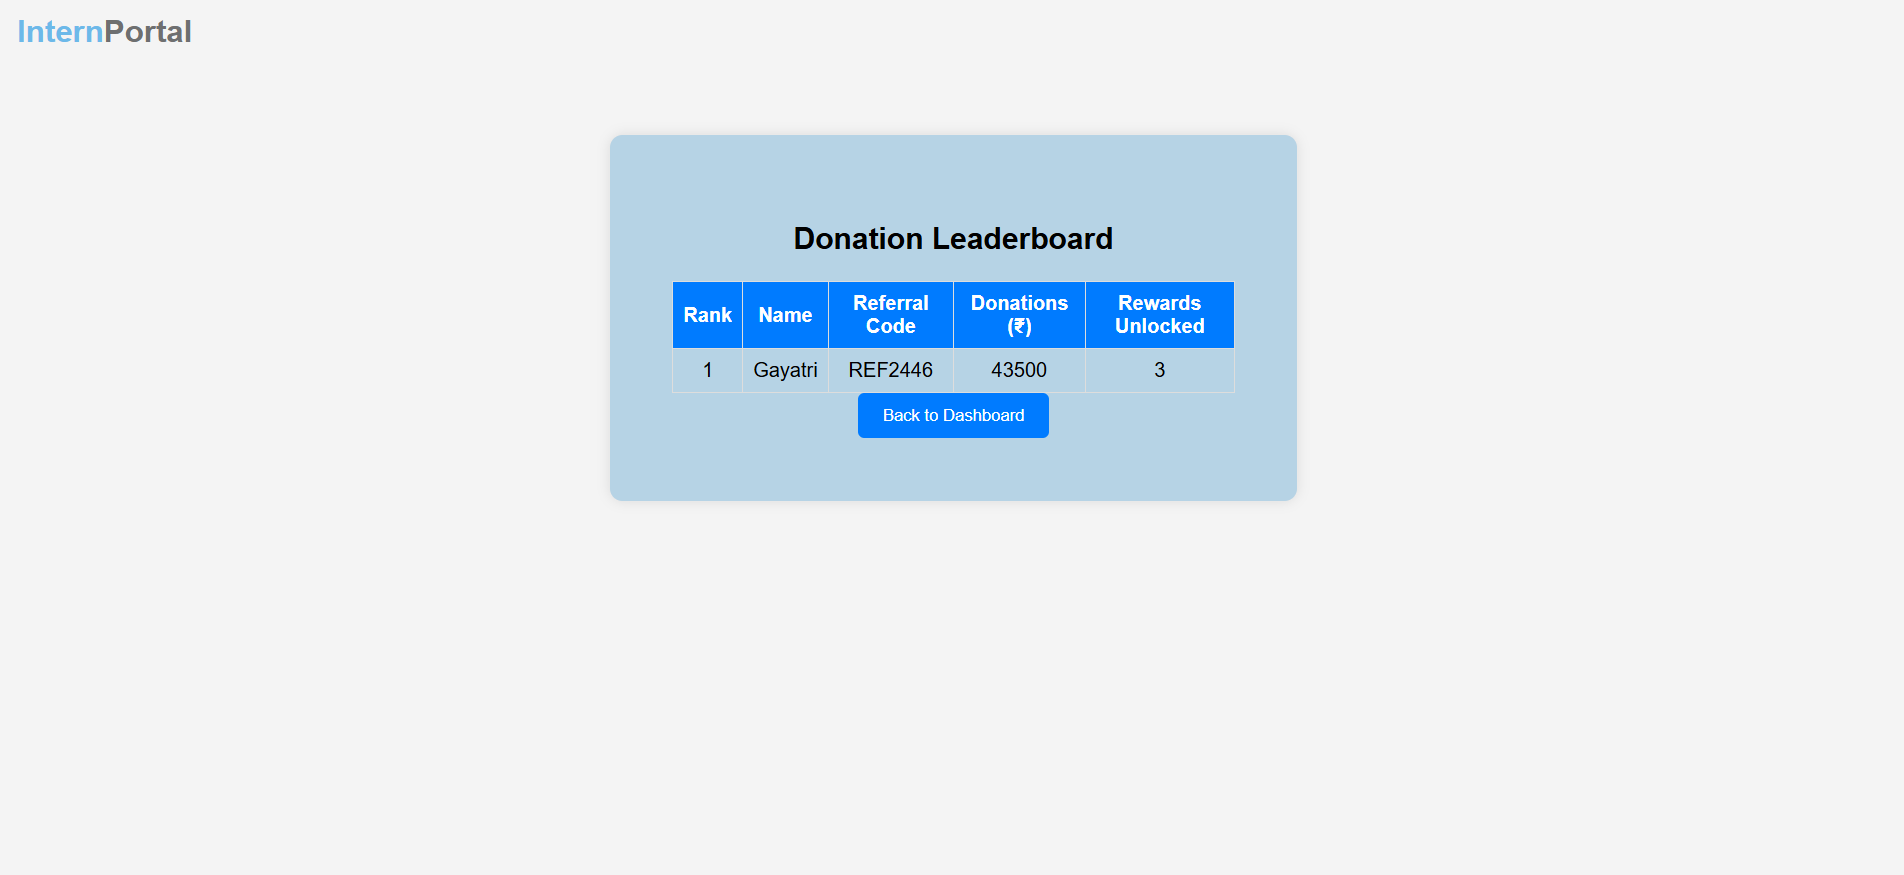 InternPortal
Donation Leaderboard
Rank Name Referral Code Donations (₹) Rewards Unlocked
1 Gayatri REF2446 43500 3
Back to Dashboard